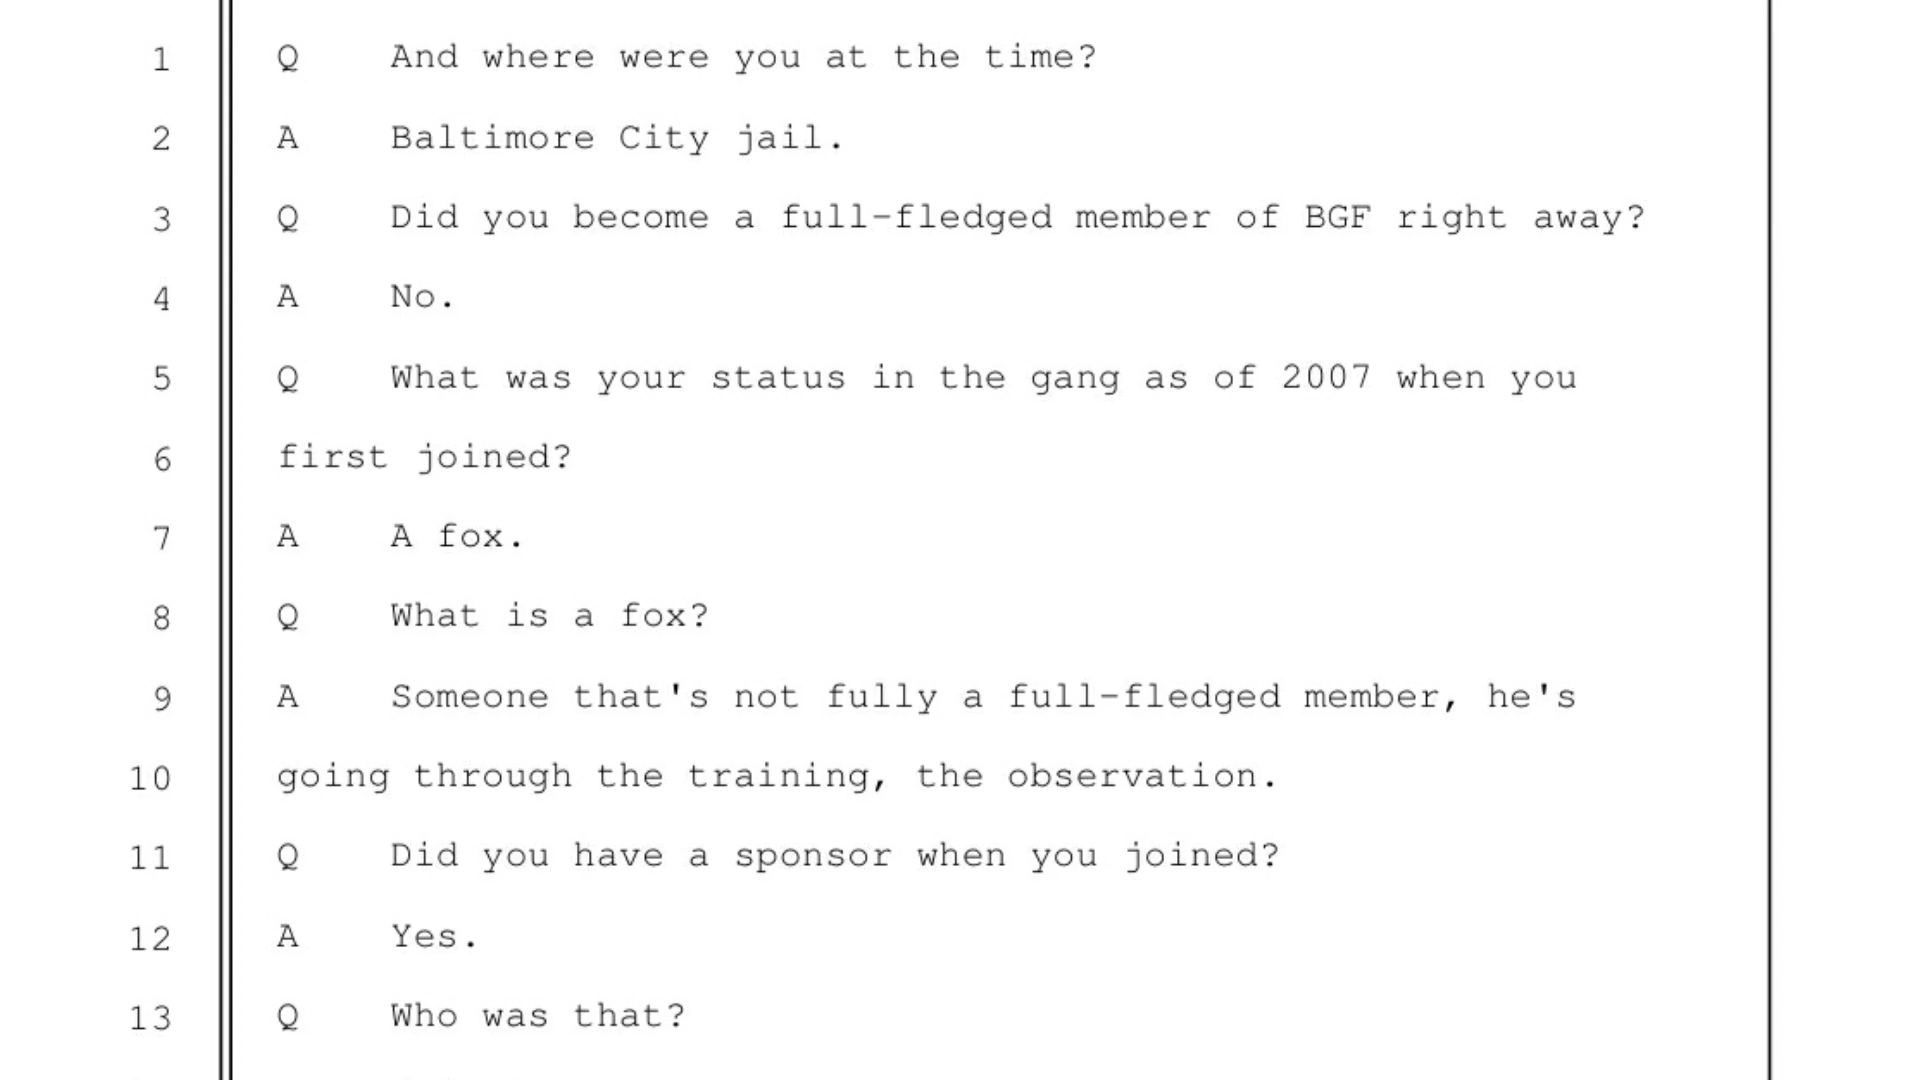 1 Q And where were you at the time?
2 A Baltimore City jail.
3 Q Did you become a full-fledged member of BGF right away?
4 A No.
5 Q What was your status in the gang as of 2007 when you
6 first joined?
7 A A fox.
8 Q What is a fox?
9 A Someone that's not fully a full-fledged member, he's
10 going through the training, the observation.
11 Q Did you have a sponsor when you joined?
12 A Yes.
13 Q Who was that?